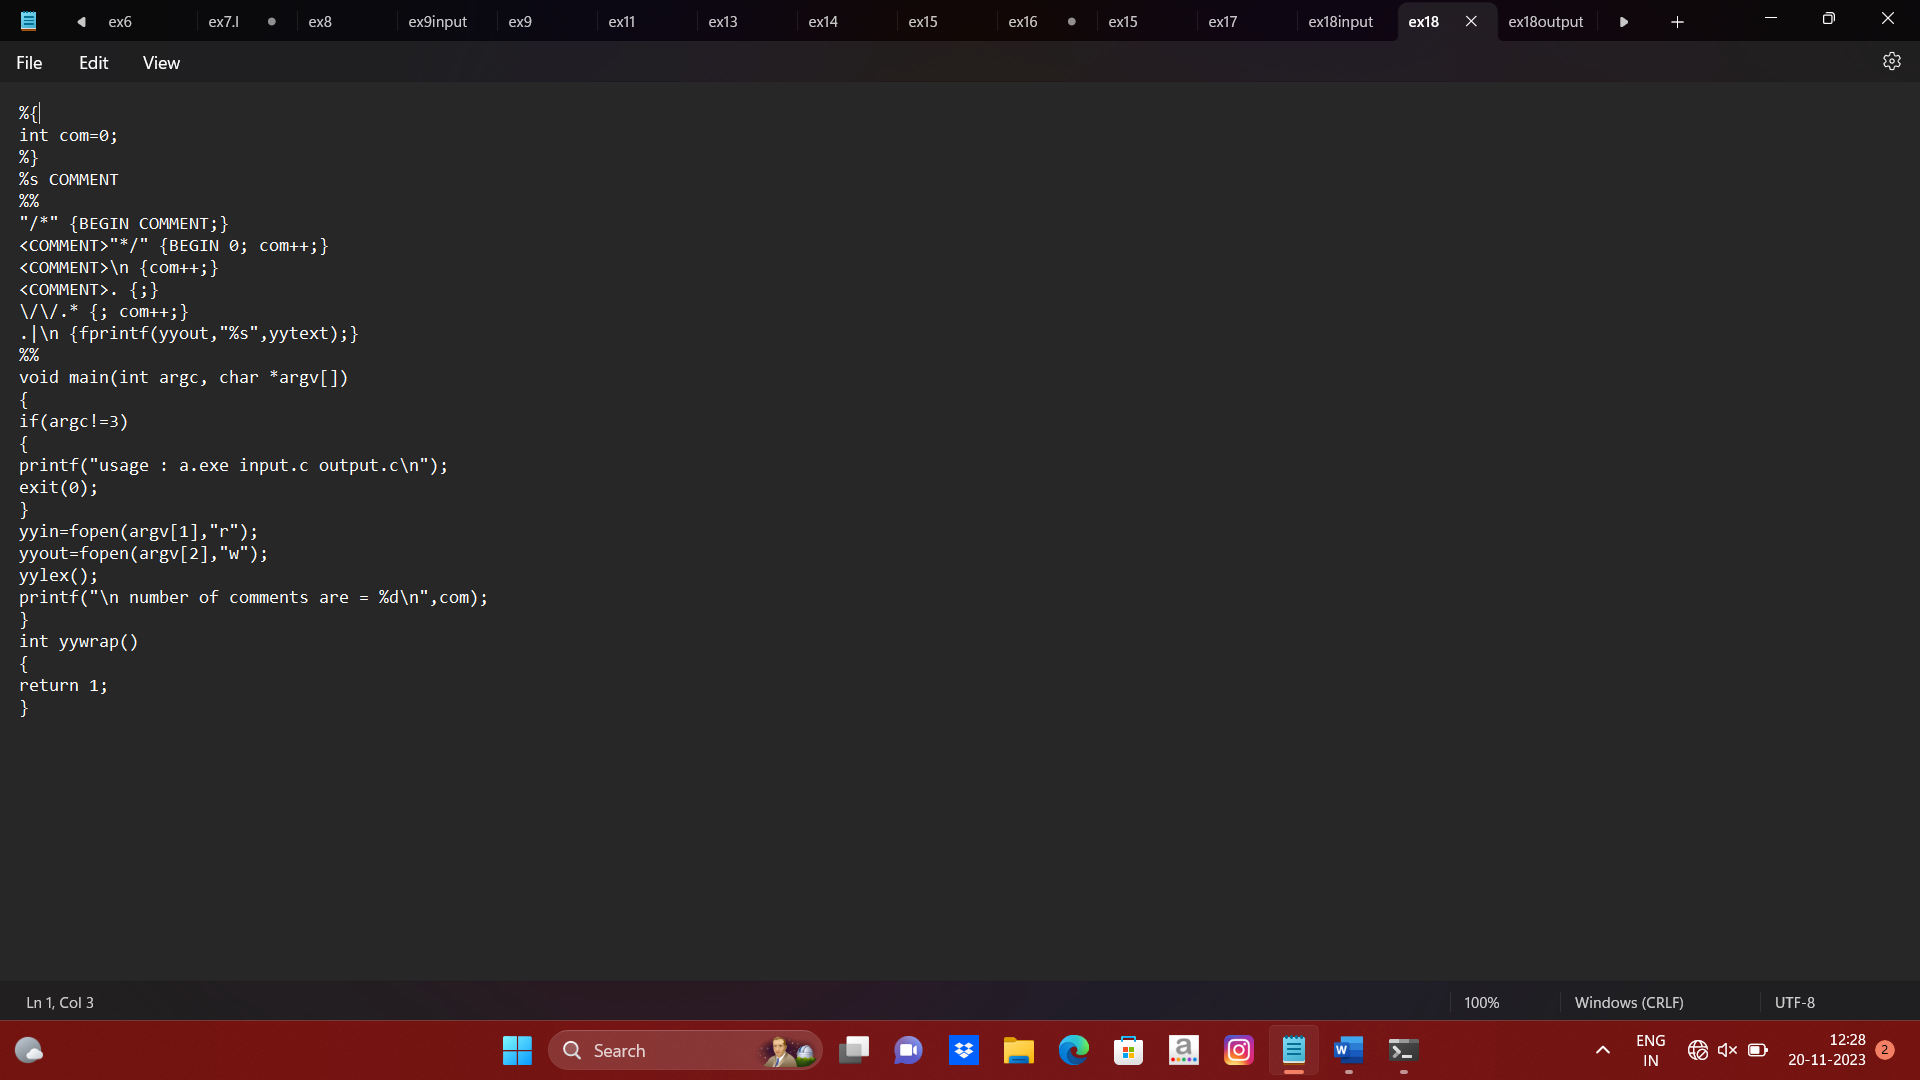 ex6 ex7.l ex8 ex9input ex9 ex11 ex13 ex14 ex15 ex16 ex15 ex17 ex18input ex18 ex18output
File Edit View
%{
int com=0;
%}
%s COMMENT
%%
"/*" {BEGIN COMMENT;}
<COMMENT>"*/" {BEGIN 0; com++;}
<COMMENT>\n {com++;}
<COMMENT>. {;}
\/\/.* {; com++;}
.|\n {fprintf(yyout,"%s",yytext);}
%%
void main(int argc, char *argv[])
{
if(argc!=3)
{
printf("usage : a.exe input.c output.c\n");
exit(0);
}
yyin=fopen(argv[1],"r");
yyout=fopen(argv[2],"w");
yylex();
printf("\n number of comments are = %d\n",com);
}
int yywrap()
{
return 1;
}
Ln 1, Col 3 100% Windows (CRLF) UTF-8
Search a W ENG 12:28 2
IN 20-11-2023